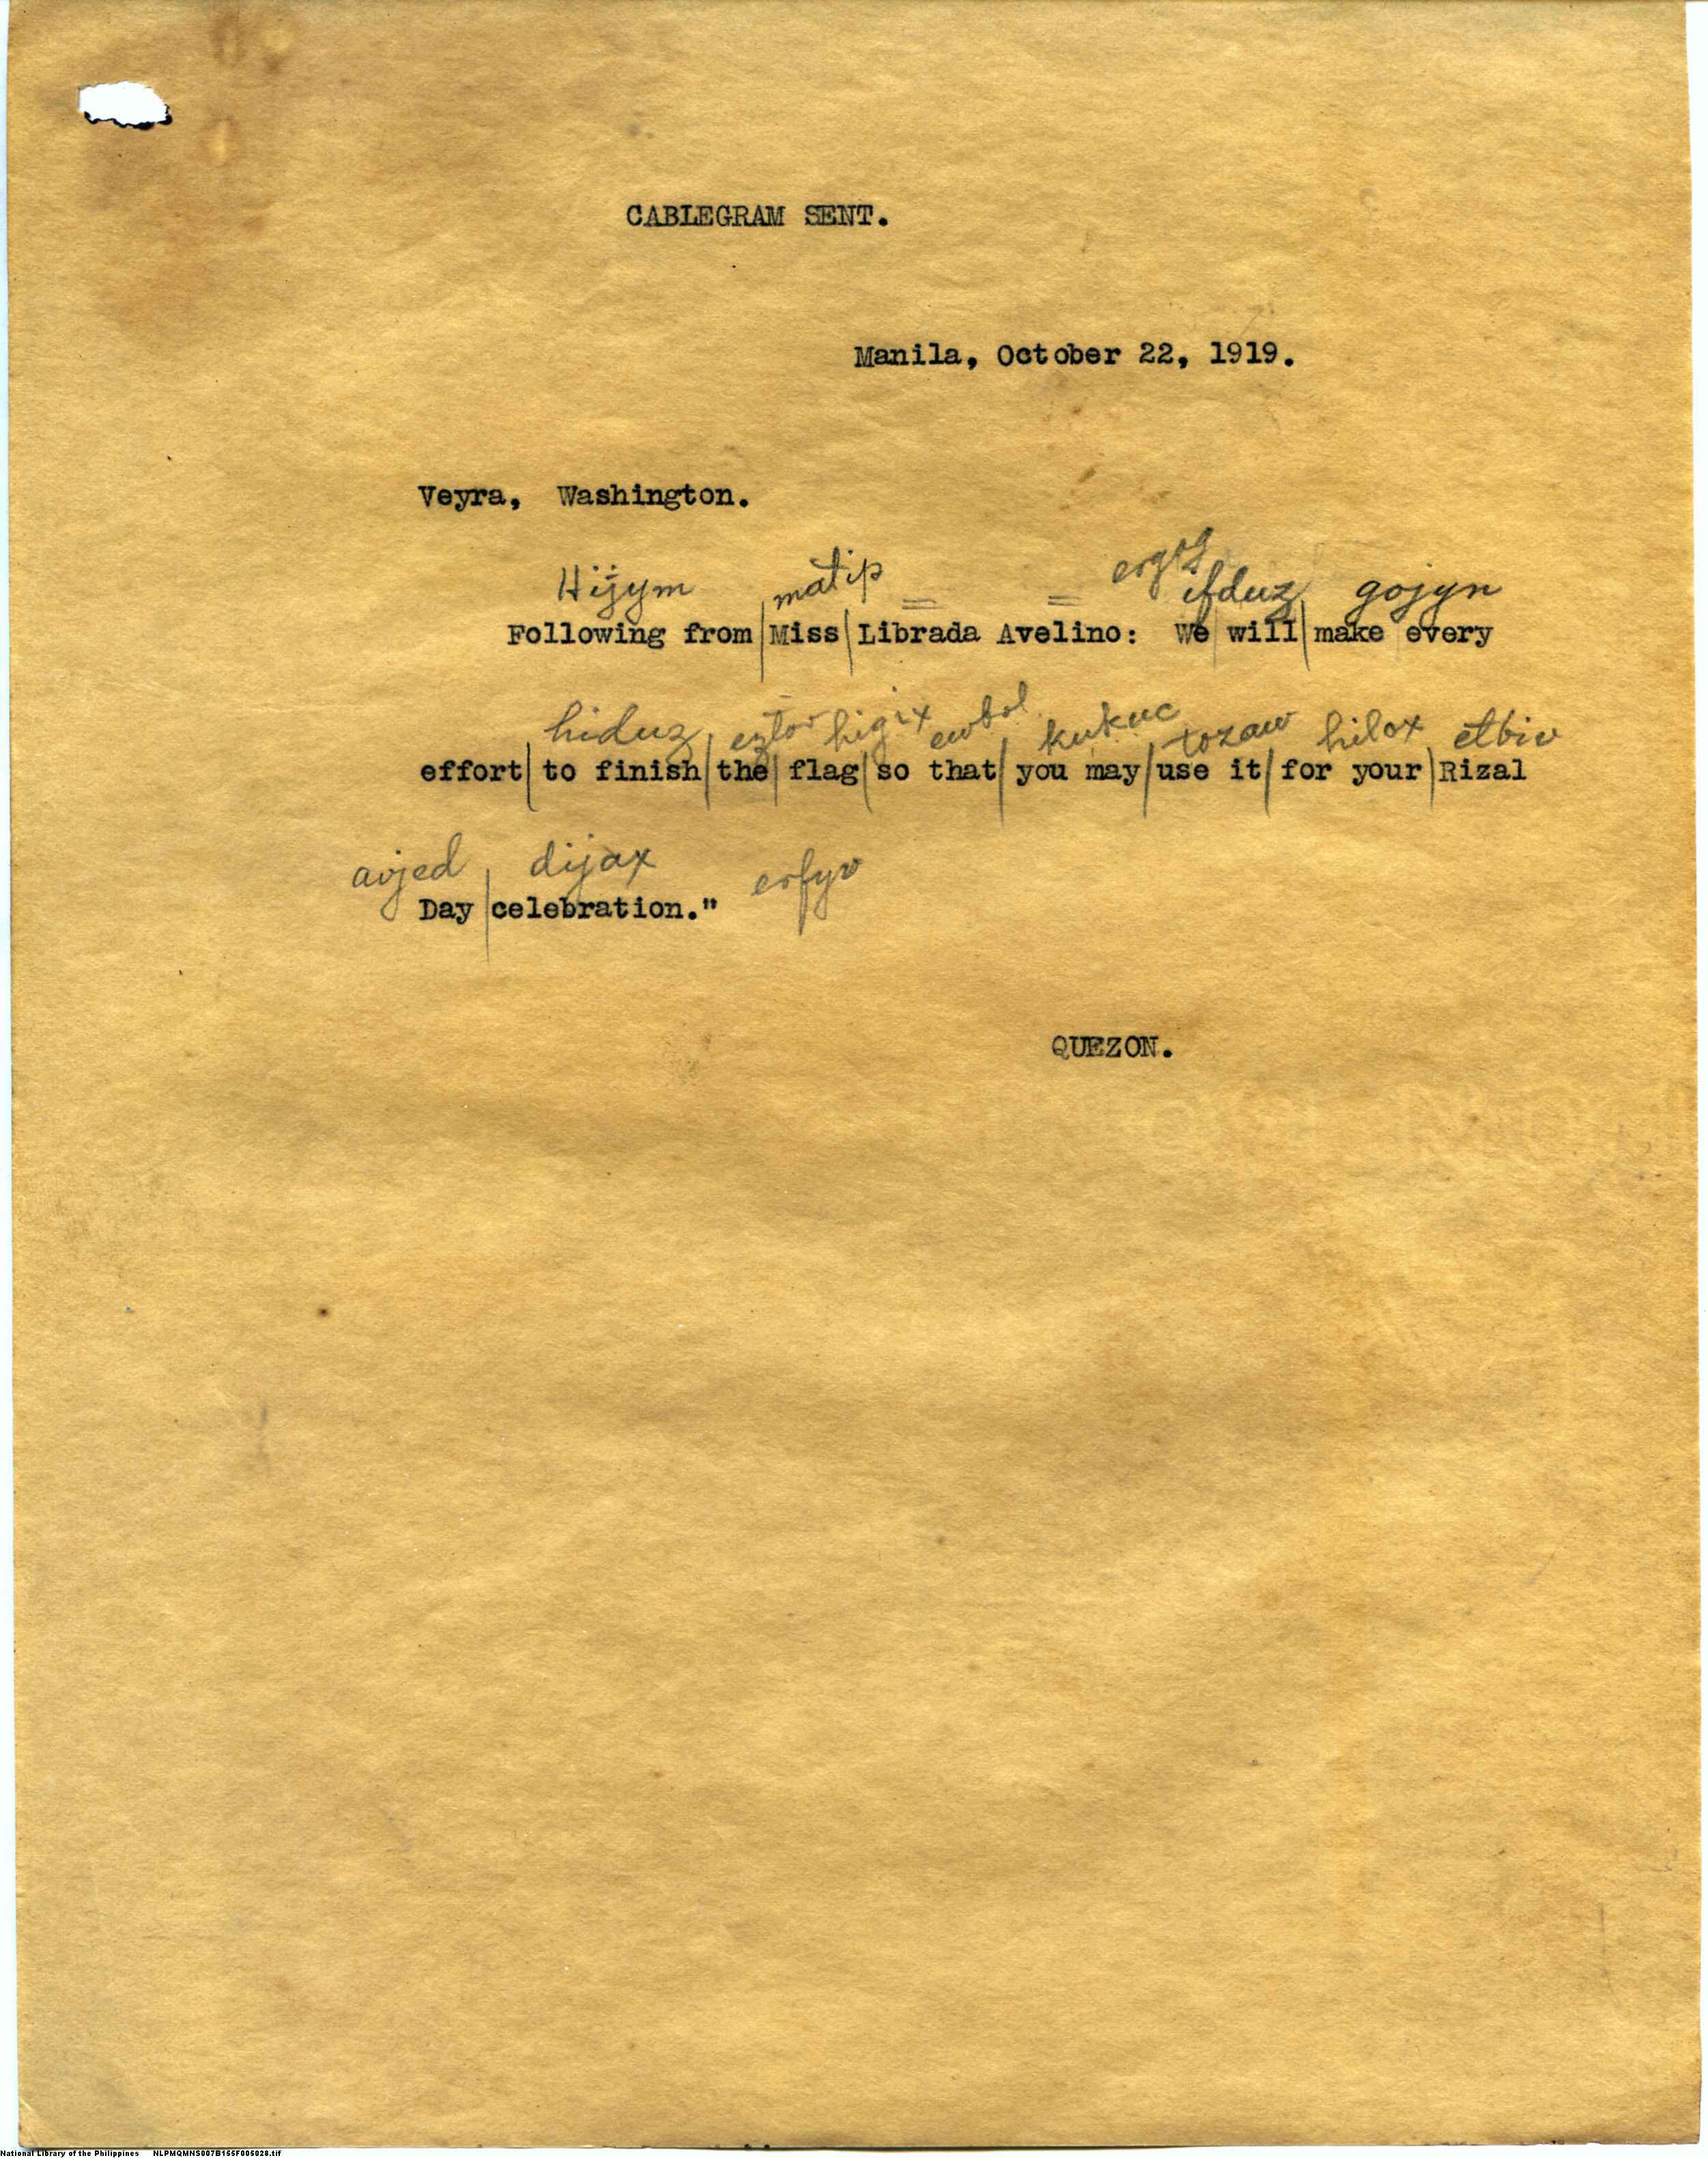 CABLEGRAM SENT.
Manila, October 22, 1919.
Veyra, Washington.
Hijym matip = = ergog ifduz gojyn
Following from Miss Librada Avelino: We will make every
hiduz eztor higix ewbol kukuc tozaw hilox etbiv
effort to finish the flag so that you may use it for your Rizal
avjed dijax erfyv
Day celebration."
QUEZON.
National Library of the Philippines NLPMQMNS007B155F005028.tif